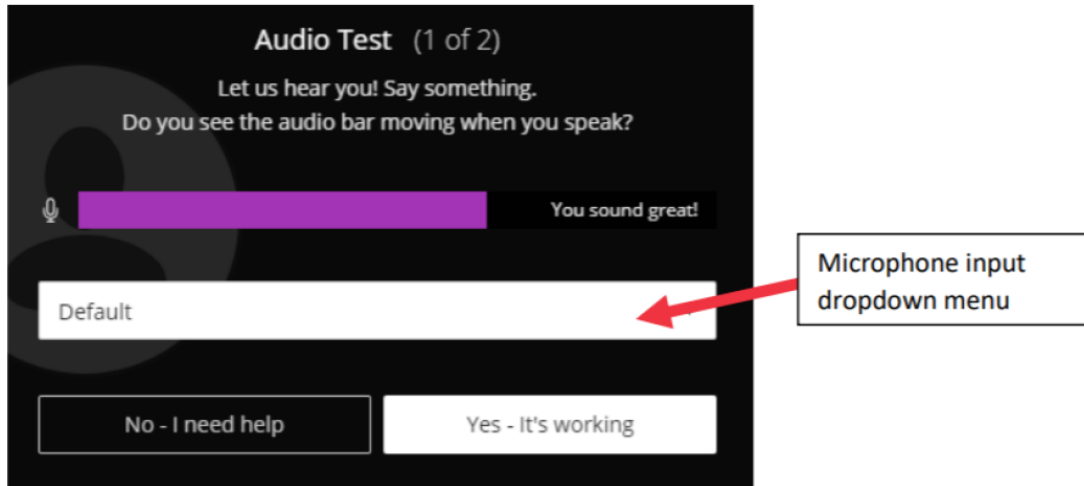 Audio Test (1 of 2)
Let us hear you! Say something.
Do you see the audio bar moving when you speak?
You sound great!
Microphone input
dropdown menu
Default
No - I need help
Yes - It's working